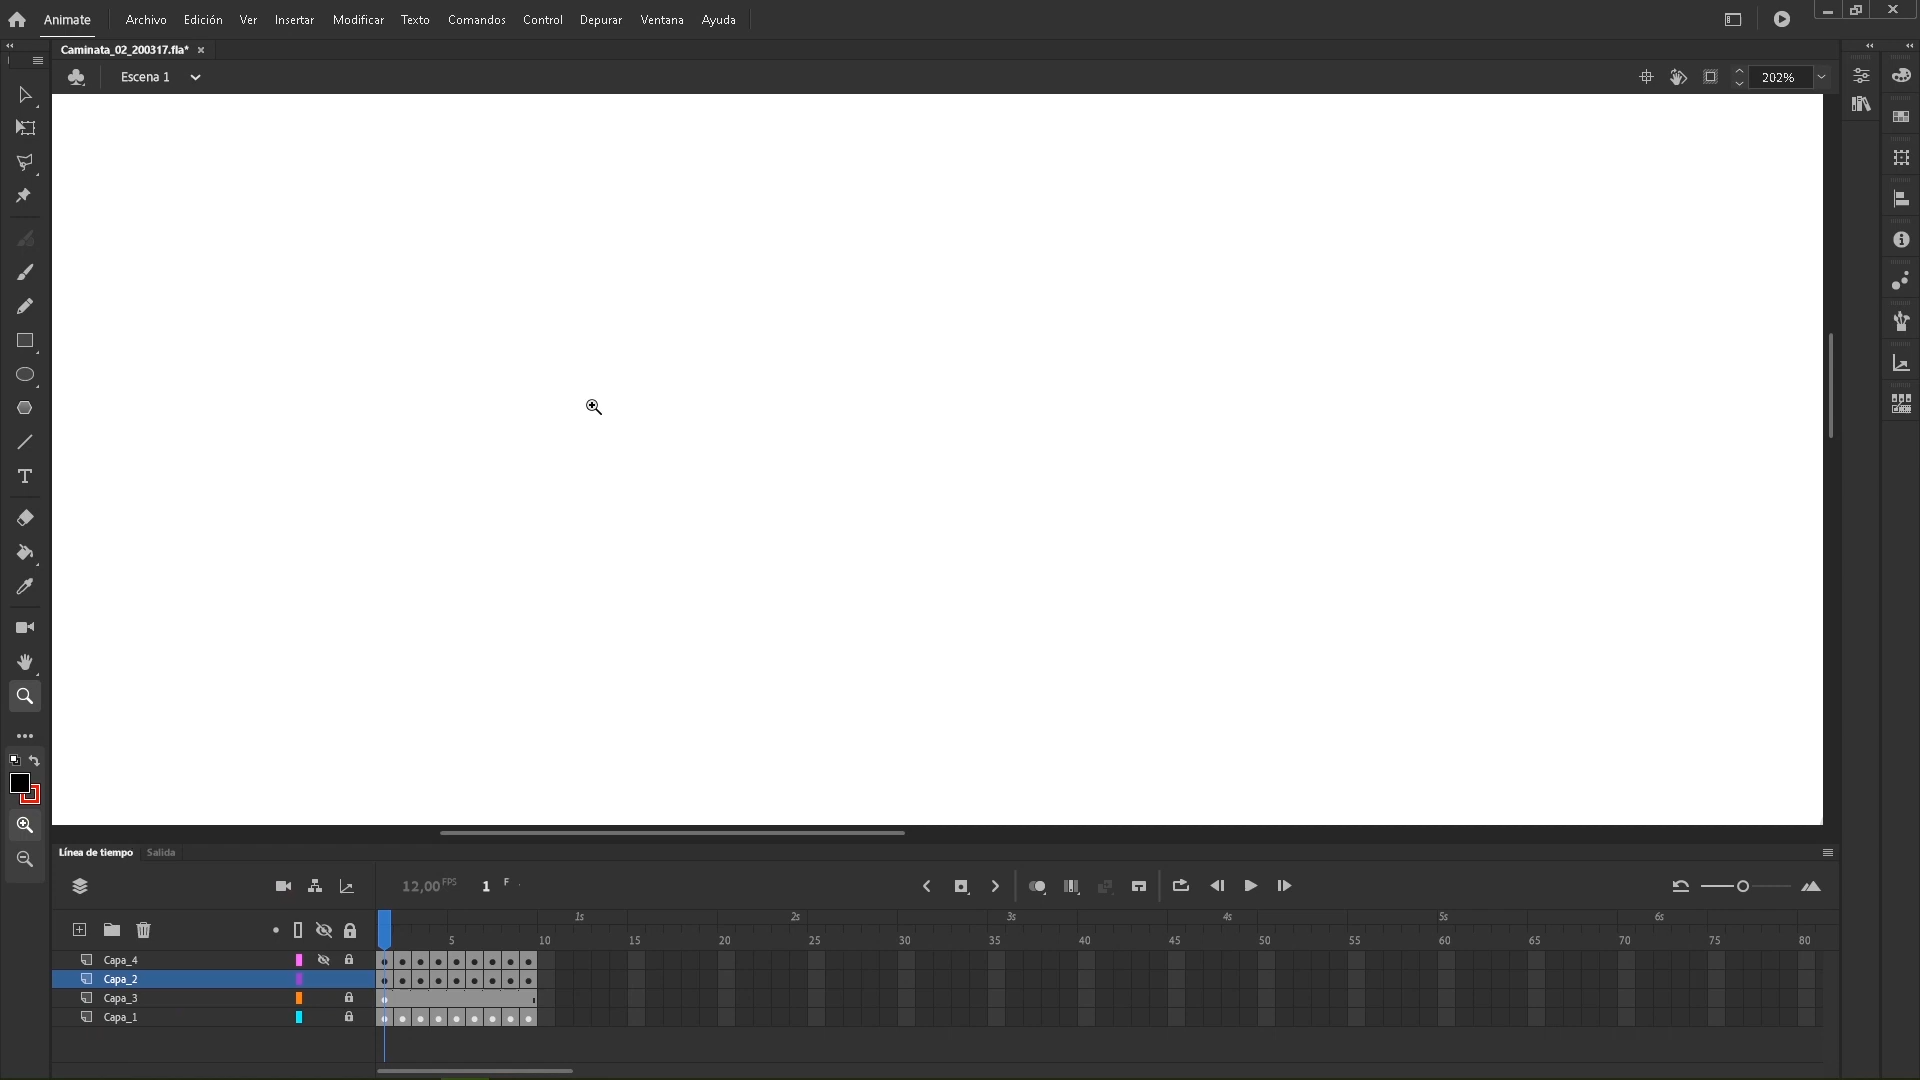 Animate Archivo Edición Ver Insertar Modificar Texto Comandos Control Depurar Ventana Ayuda
Caminata_02_200317.fla*
Escena 1 202%
Línea de tiempo Salida
12,00 FPS 1 F
1s 2s 3s 4s 5s 6s
5 10 15 20 25 30 35 40 45 50 55 60 65 70 75 80
Capa_4
Capa_2
Capa_3
Capa_1